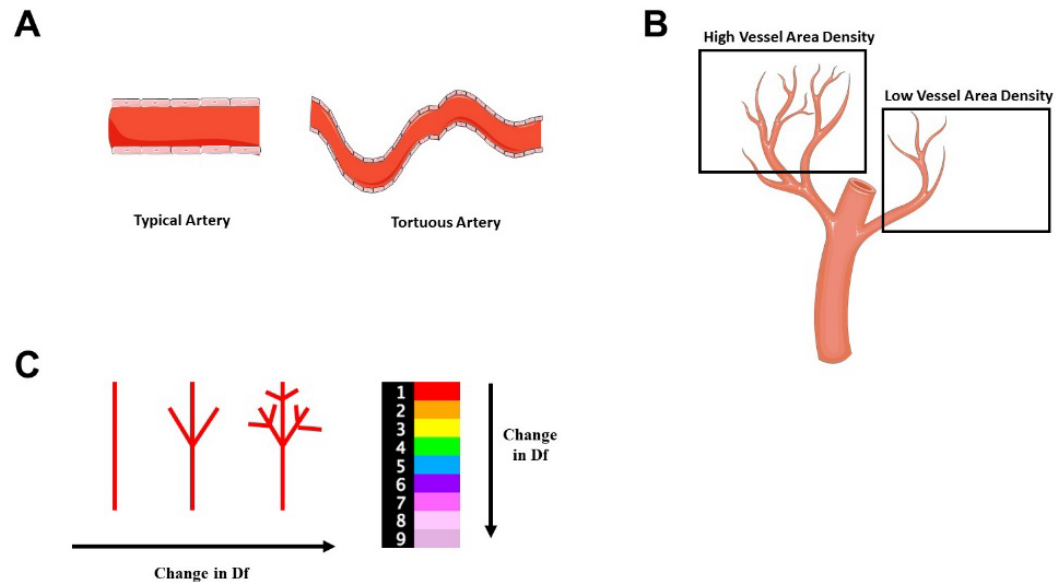 A
Typical Artery
Tortuous Artery
B
High Vessel Area Density
Low Vessel Area Density
C
Change in Df
1
2
3
4
5
6
7
8
9
Change
in Df